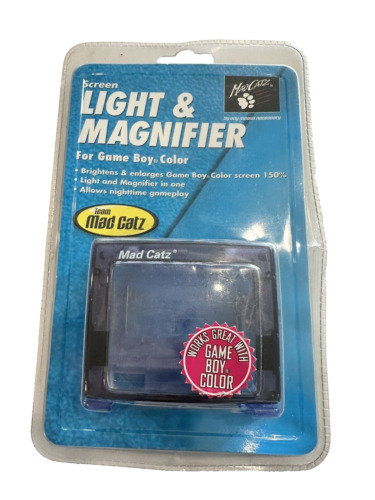 Screen
LIGHT &
MAGNIFIER
For Game Boy® Color
• Brightens & enlarges Game Boy® Color screen 150%
• Light and Magnifier in one
• Allows nighttime gameplay
MAD CATZ®
Team
Mad Catz
Mad Catz®
WORKS GREAT WITH
GAME
BOY®
COLOR